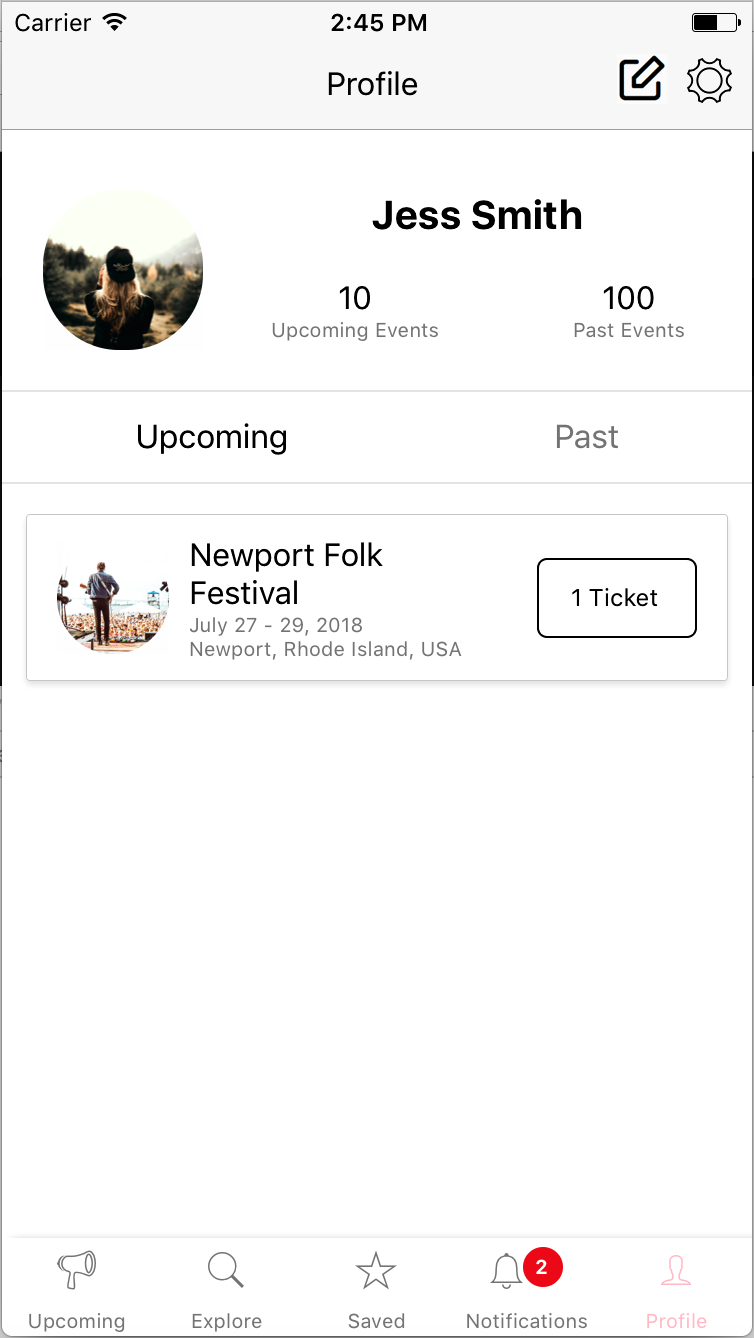 Carrier 2:45 PM
Profile
Jess Smith
10 100
Upcoming Events Past Events
Upcoming Past
Newport Folk
Festival
July 27 - 29, 2018
Newport, Rhode Island, USA
1 Ticket
2
Upcoming Explore Saved Notifications Profile